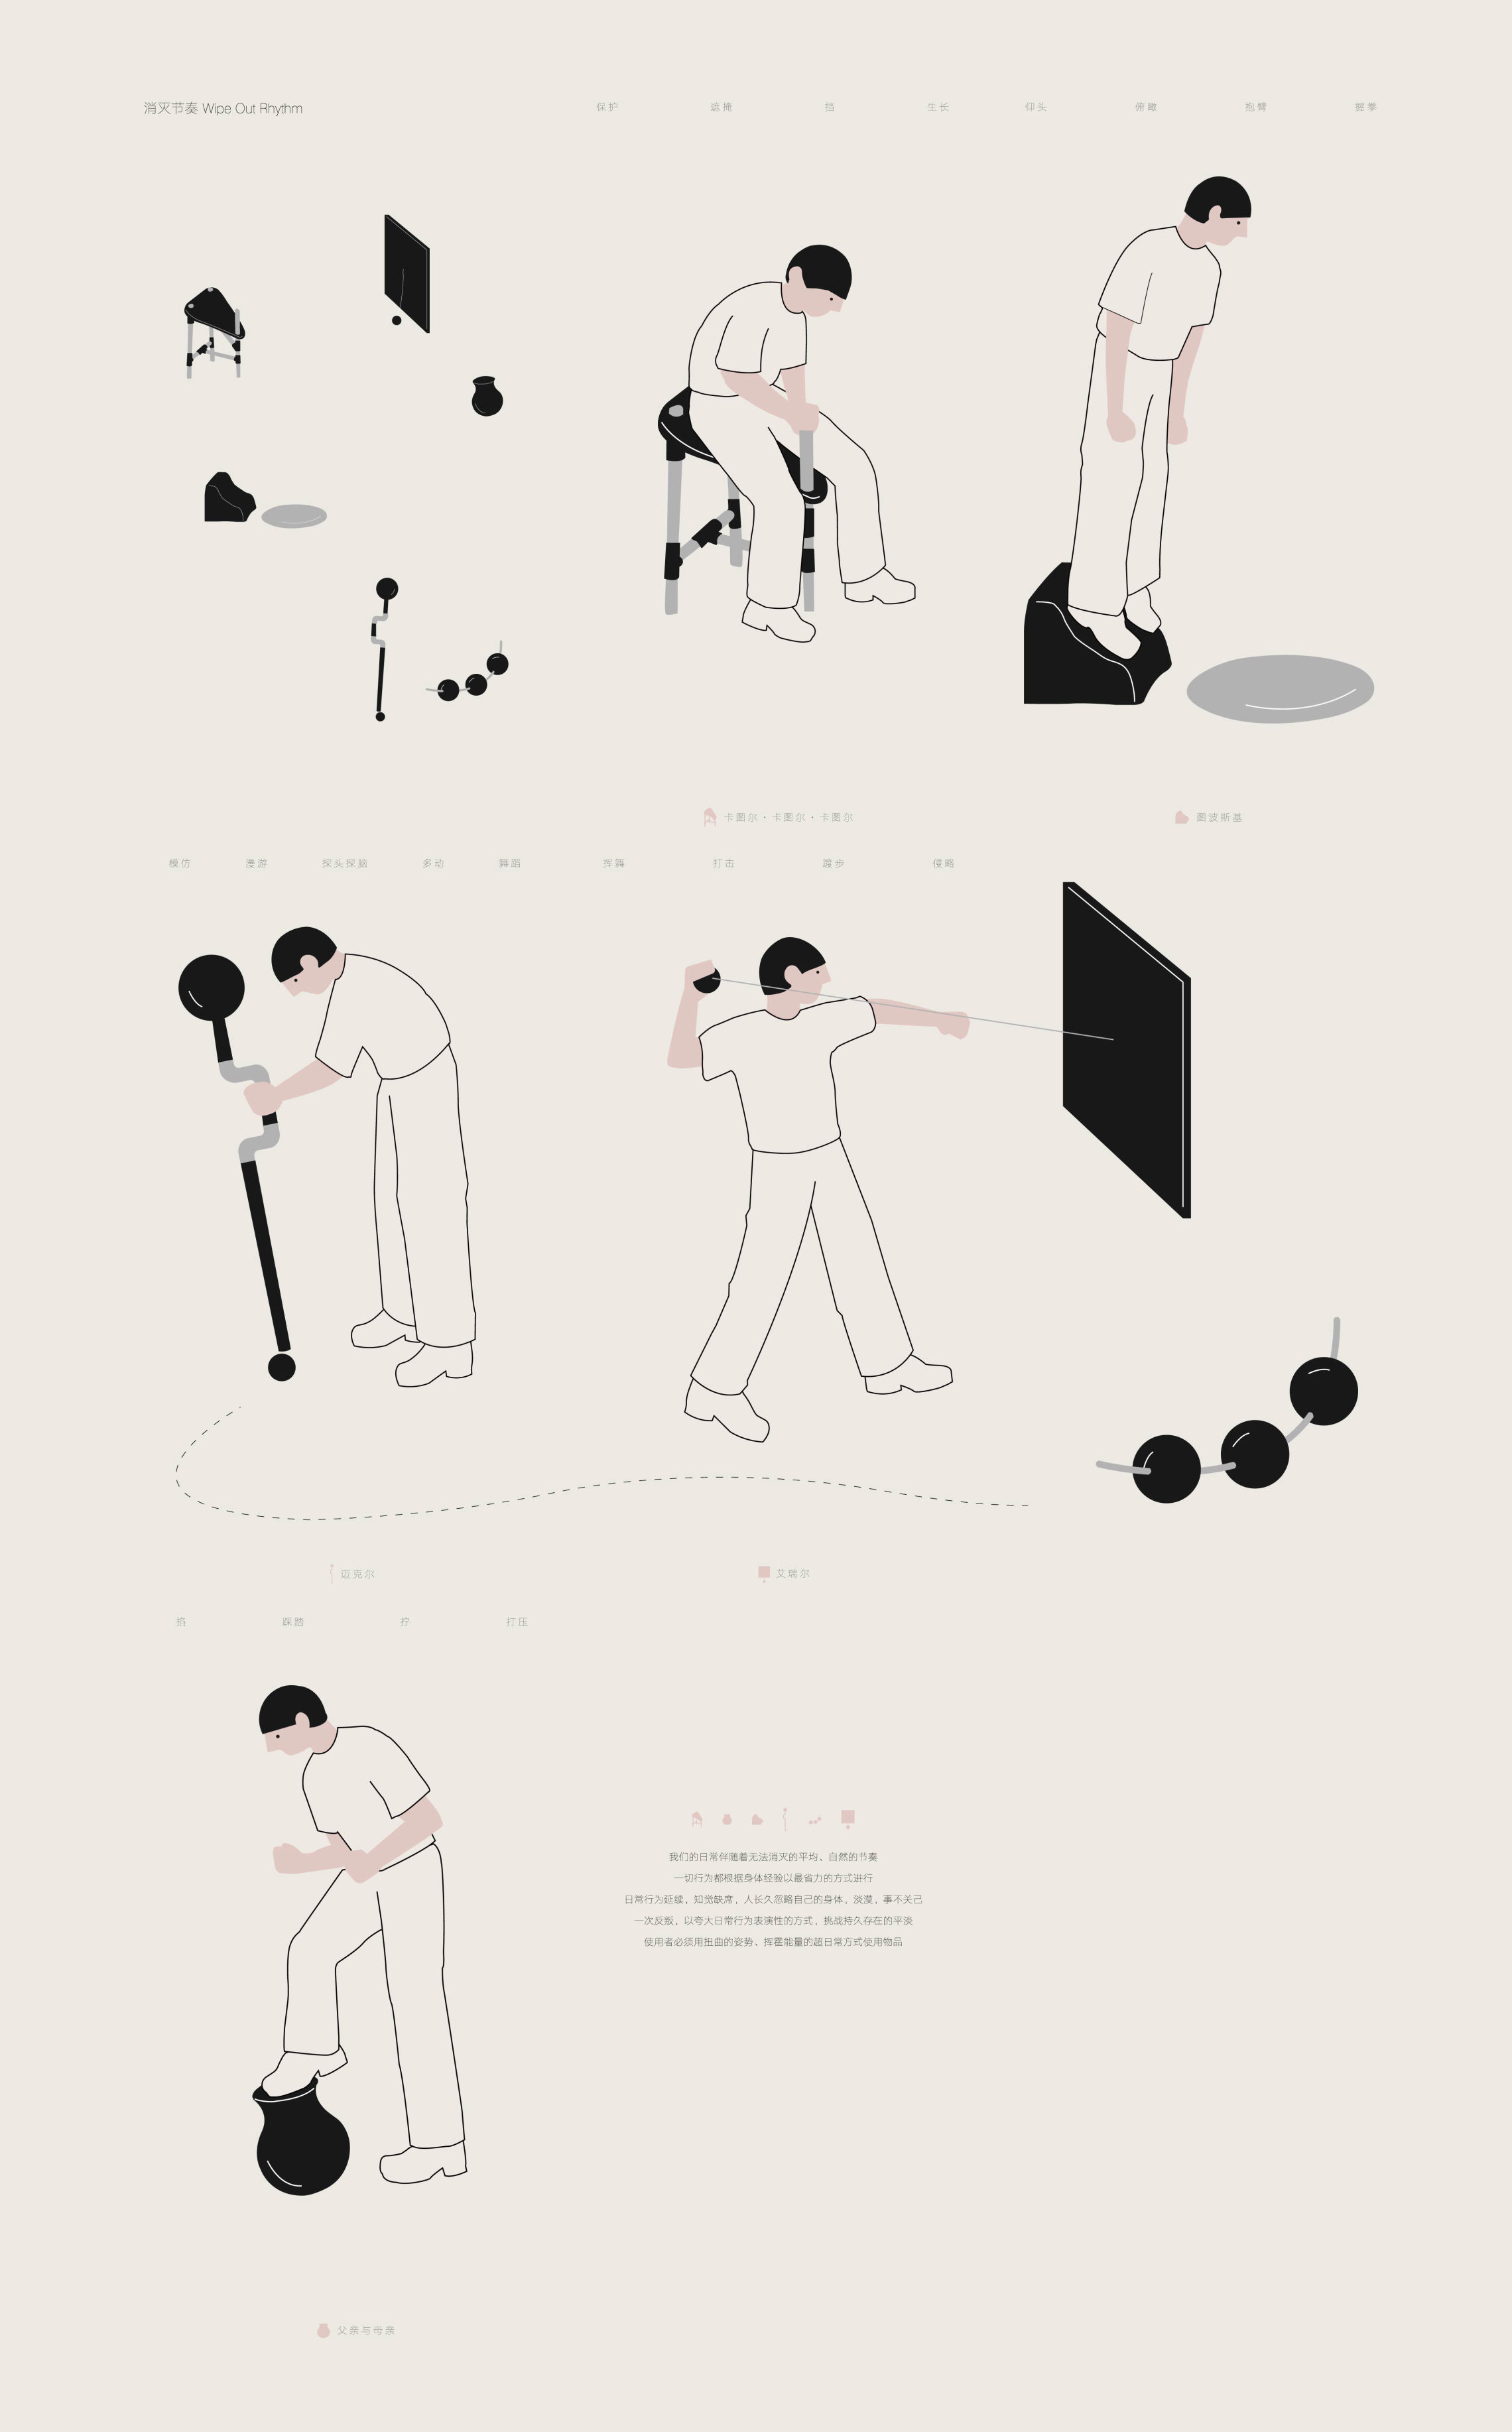 消灭节奏 Wipe Out Rhythm
保护 遮掩 挡 生长 仰头 俯瞰 抱臂 握拳
卡图尔·卡图尔·卡图尔 图波斯基
模仿 漫游 探头探脑 多动 舞蹈 挥舞 打击 踱步 侵略
迈克尔 艾瑞尔
掐 踩踏 拧 打压
我们的日常伴随着无法消灭的平均、自然的节奏
一切行为都根据身体经验以最省力的方式进行
日常行为延续，知觉缺席，人长久忽略自己的身体，淡漠，事不关己
一次反叛，以夸大日常行为表演性的方式，挑战持久存在的平淡
使用者必须用扭曲的姿势、挥霍能量的超日常方式使用物品
父亲与母亲